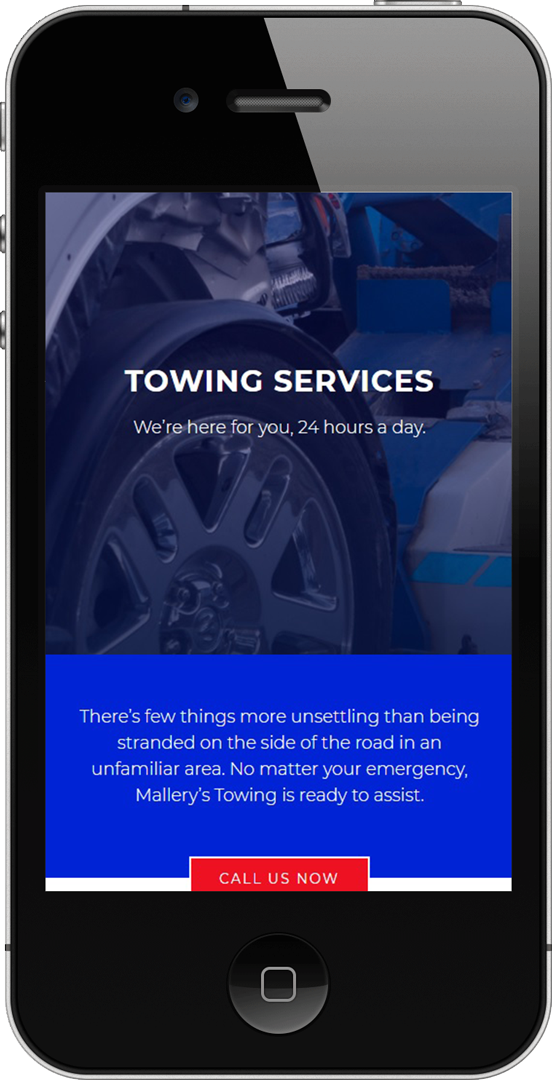 TOWING SERVICES
We're here for you, 24 hours a day.
There's few things more unsettling than being
stranded on the side of the road in an
unfamiliar area. No matter your emergency,
Mallery's Towing is ready to assist.
CALL US NOW